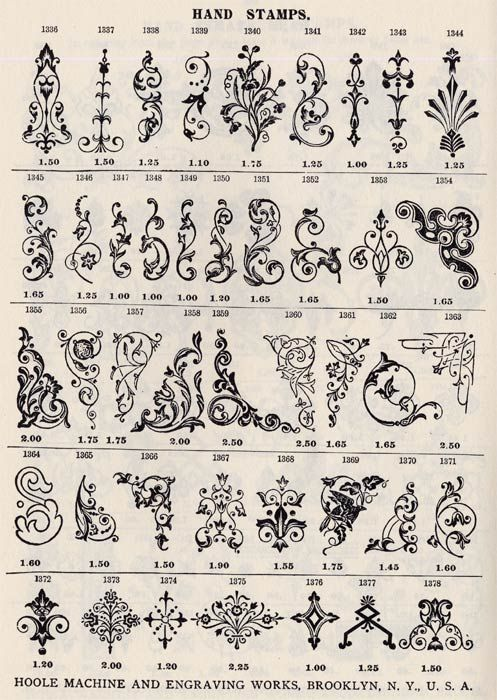 HAND STAMPS.
1336 1337 1338 1339 1340 1341 1342 1343 1344
1.50 1.50 1.25 1.10 1.75 1.25 1.00 1.25 1.25
1345 1346 1347 1348 1349 1350 1351 1352 1353 1354
1.65 1.25 1.00 1.00 1.00 1.20 1.65 1.65 1.50 1.65
1355 1356 1357 1358 1359 1360 1361 1362 1363
2.00 1.75 1.75 2.00 2.50 2.50 1.65 1.65 2.50
1364 1365 1366 1367 1368 1369 1370 1371
1.60 1.50 1.50 1.90 1.55 1.75 1.45 1.60
1372 1373 1374 1375 1376 1377 1378
1.20 2.00 1.20 2.25 1.00 1.25 1.50
HOOLE MACHINE AND ENGRAVING WORKS, BROOKLYN, N. Y., U. S. A.